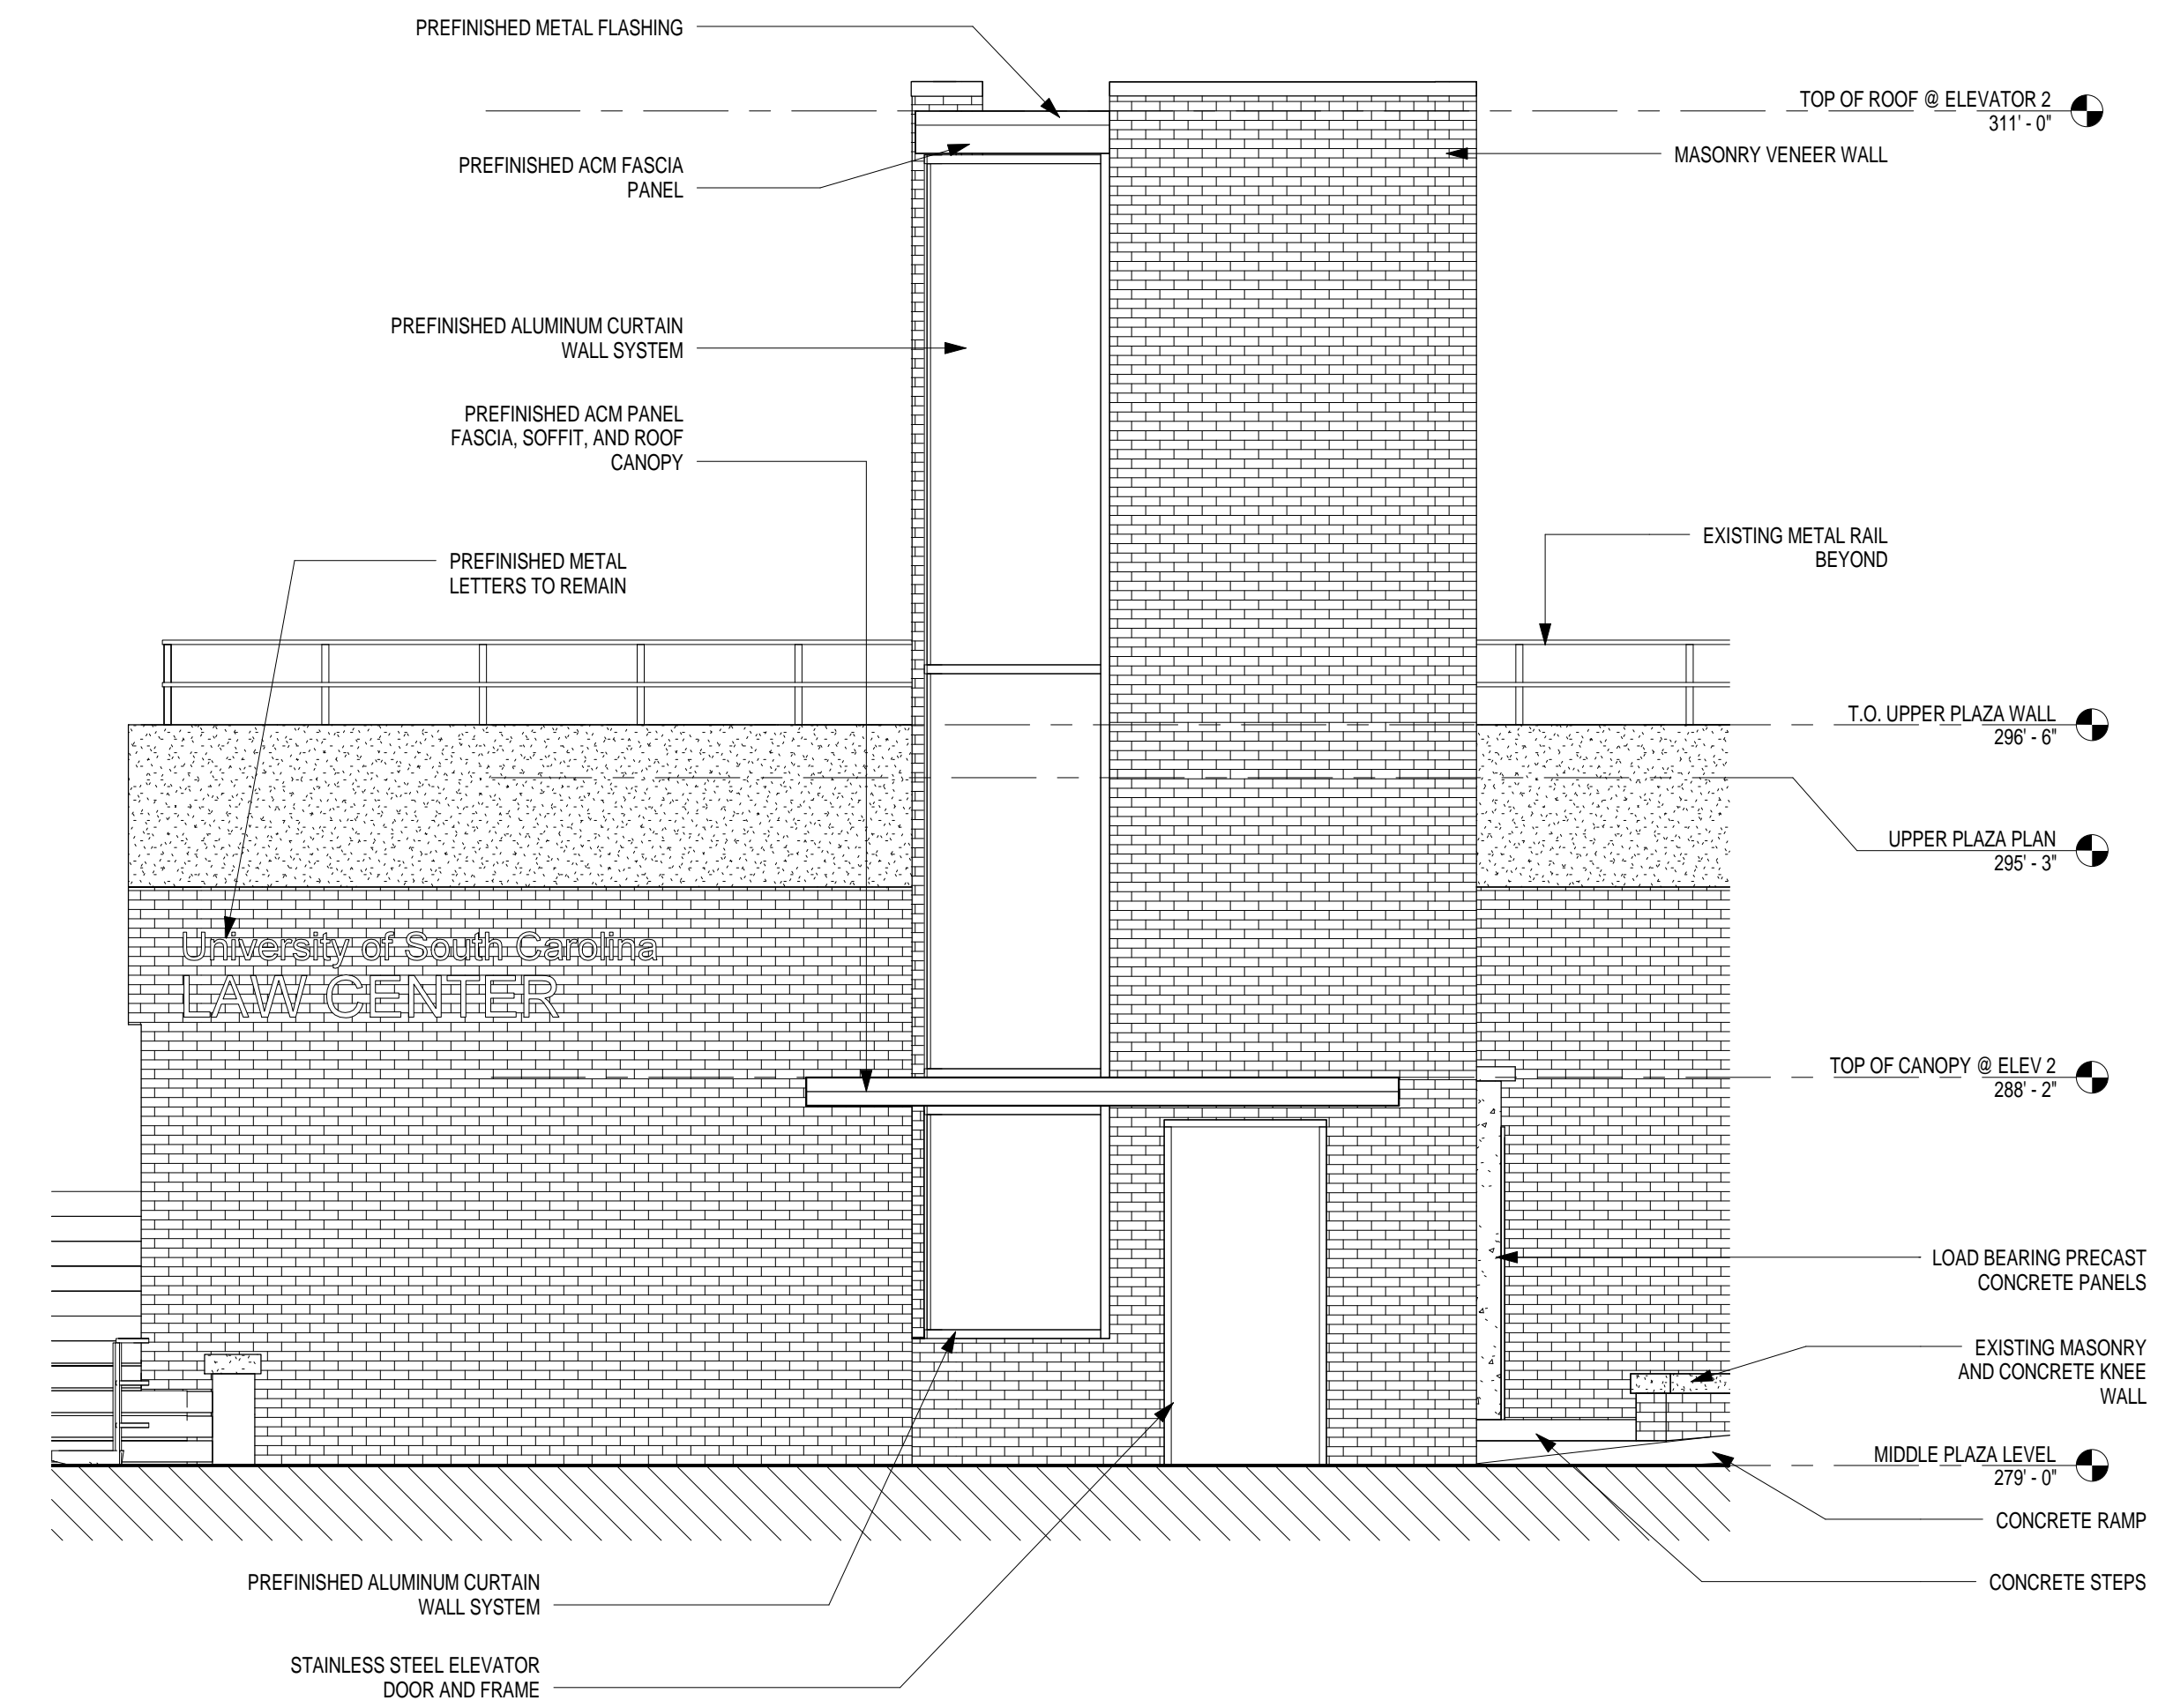 PREFINISHED METAL FLASHING
TOP OF ROOF @ ELEVATOR 2
311' - 0"
MASONRY VENEER WALL
PREFINISHED ACM FASCIA
PANEL
PREFINISHED ALUMINUM CURTAIN
WALL SYSTEM
PREFINISHED ACM PANEL
FASCIA, SOFFIT, AND ROOF
CANOPY
EXISTING METAL RAIL
BEYOND
PREFINISHED METAL
LETTERS TO REMAIN
T.O. UPPER PLAZA WALL
296' - 6"
UPPER PLAZA PLAN
295' - 3"
University of South Carolina
LAW CENTER
TOP OF CANOPY @ ELEV 2
288' - 2"
LOAD BEARING PRECAST
CONCRETE PANELS
EXISTING MASONRY
AND CONCRETE KNEE
WALL
MIDDLE PLAZA LEVEL
279' - 0"
CONCRETE RAMP
CONCRETE STEPS
PREFINISHED ALUMINUM CURTAIN
WALL SYSTEM
STAINLESS STEEL ELEVATOR
DOOR AND FRAME